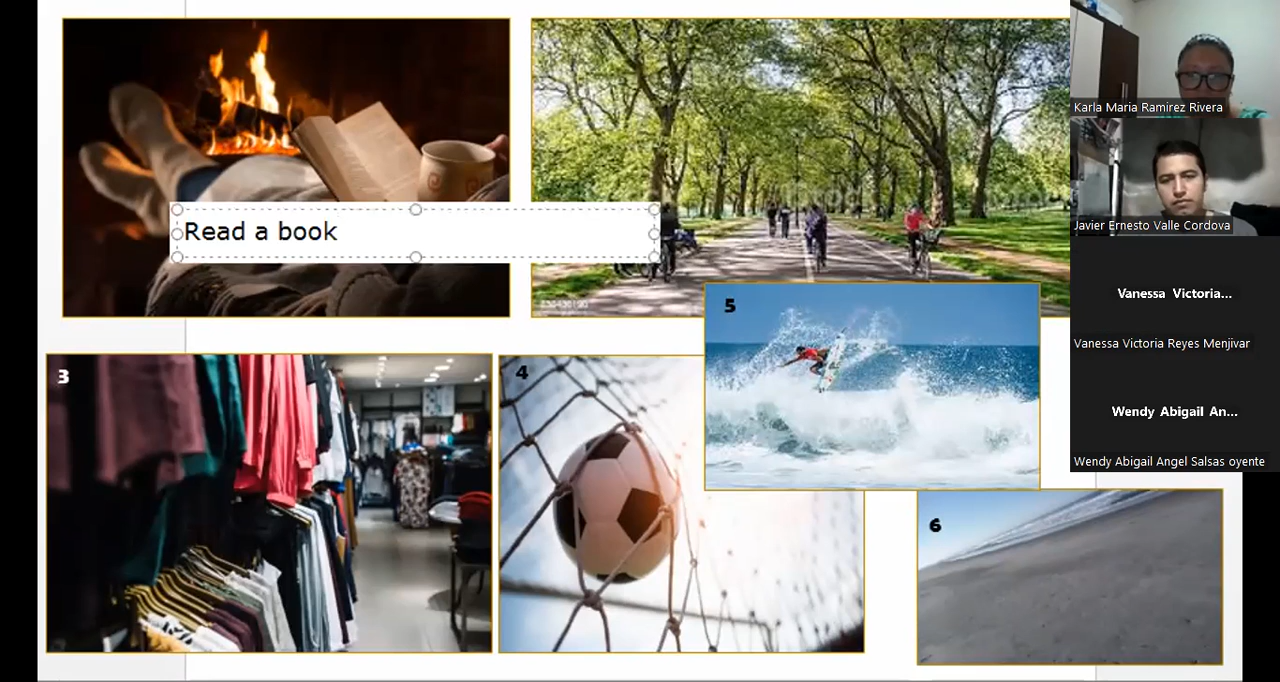 Read a book
3
4
5
6
Karla Maria Ramirez Rivera
Javier Ernesto Valle Cordova
Vanessa Victoria...
Vanessa Victoria Reyes Menjivar
Wendy Abigail An...
Wendy Abigail Angel Salsas oyente